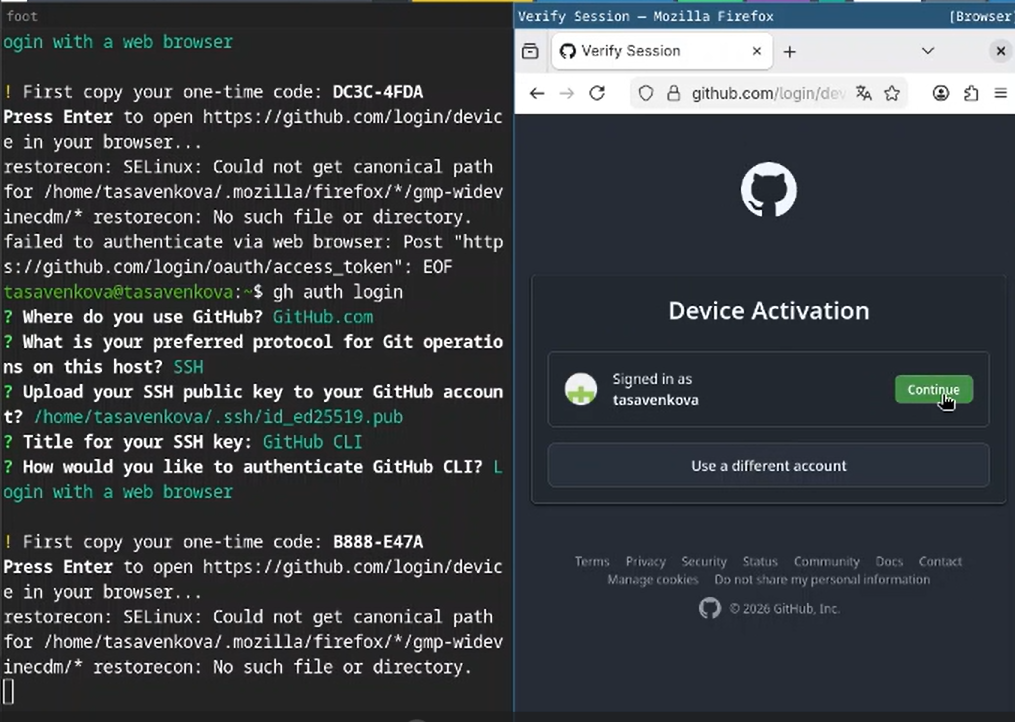 foot
ogin with a web browser
! First copy your one-time code: DC3C-4FDA
Press Enter to open https://github.com/login/devic
e in your browser...
restorecon: SELinux: Could not get canonical path
for /home/tasavenkova/.mozilla/firefox/*/gmp-widev
inecdm/* restorecon: No such file or directory.
failed to authenticate via web browser: Post "http
s://github.com/login/oauth/access_token": EOF
tasavenkova@tasavenkova:~$ gh auth login
? Where do you use GitHub? GitHub.com
? What is your preferred protocol for Git operatio
ns on this host? SSH
? Upload your SSH public key to your GitHub accoun
t? /home/tasavenkova/.ssh/id_ed25519.pub
? Title for your SSH key: GitHub CLI
? How would you like to authenticate GitHub CLI? L
ogin with a web browser
! First copy your one-time code: B888-E47A
Press Enter to open https://github.com/login/devic
e in your browser...
restorecon: SELinux: Could not get canonical path
for /home/tasavenkova/.mozilla/firefox/*/gmp-widev
inecdm/* restorecon: No such file or directory.
Verify Session — Mozilla Firefox [Browser
Verify Session
github.com/login/dev
Device Activation
Signed in as
tasavenkova
Continue
Use a different account
Terms Privacy Security Status Community Docs Contact
Manage cookies Do not share my personal information
© 2026 GitHub, Inc.